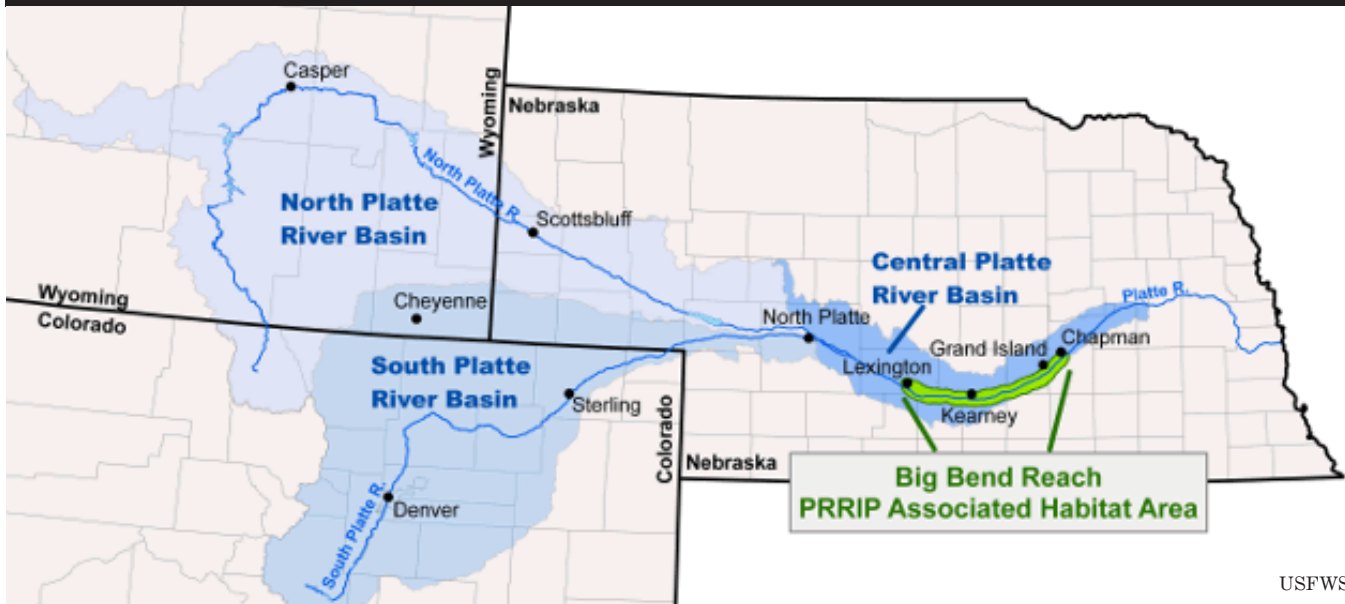 Casper
Wyoming
Nebraska
North Platte R.
North Platte
River Basin
Scottsbluff
Wyoming
Colorado
Cheyenne
Central Platte
River Basin
Platte R.
North Platte
Grand Island
Chapman
Lexington
South Platte
River Basin
Sterling
Kearney
Colorado
Nebraska
Big Bend Reach
PRRIP Associated Habitat Area
Denver
South Platte R.
USFWS